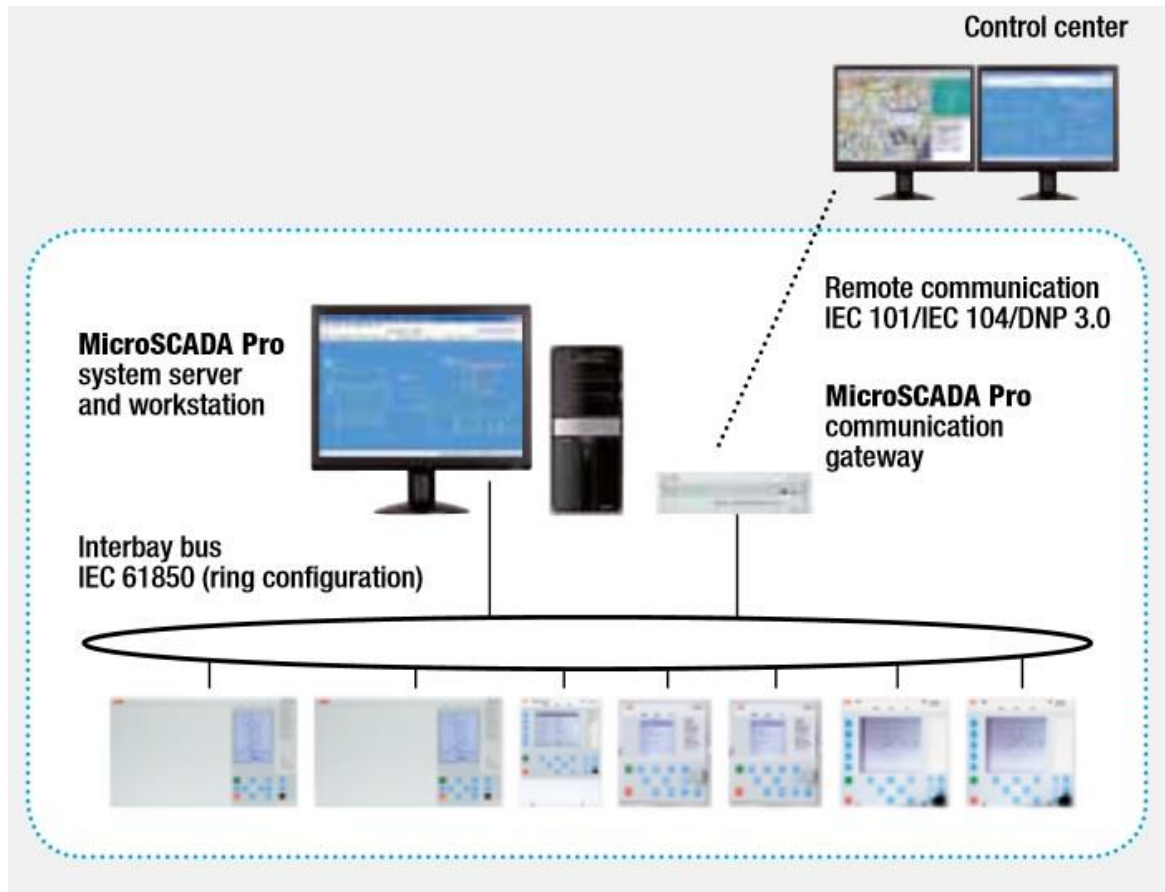 Control center
Remote communication
IEC 101/IEC 104/DNP 3.0
MicroSCADA Pro
system server
and workstation
MicroSCADA Pro
communication
gateway
Interbay bus
IEC 61850 (ring configuration)